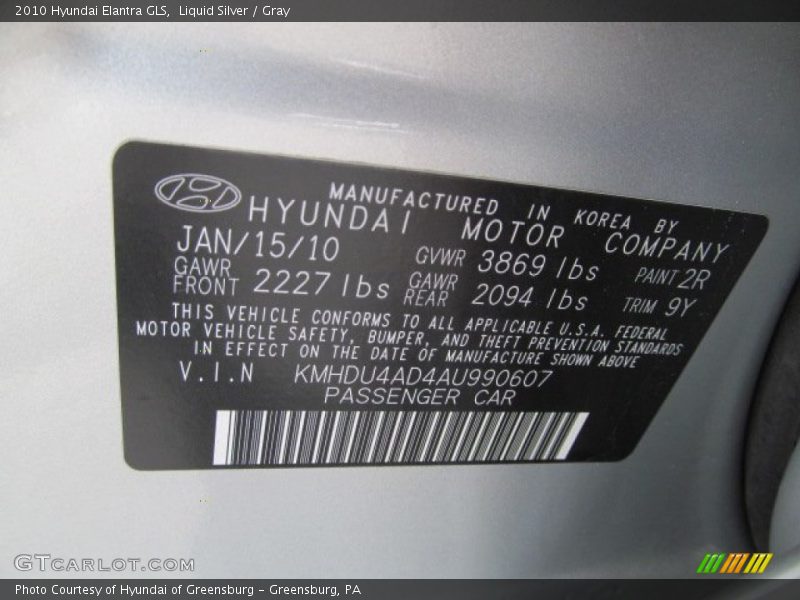 2010 Hyundai Elantra GLS,  Liquid Silver / Gray
MANUFACTURED IN KOREA BY
HYUNDAI MOTOR COMPANY
JAN/15/10 GVWR 3869 lbs PAINT 2R
GAWR FRONT 2227 lbs GAWR REAR 2094 lbs TRIM 9Y
THIS VEHICLE CONFORMS TO ALL APPLICABLE U.S.A. FEDERAL
MOTOR VEHICLE SAFETY, BUMPER, AND THEFT PREVENTION STANDARDS
IN EFFECT ON THE DATE OF MANUFACTURE SHOWN ABOVE
V.I.N KMHDU4AD4AU990607
PASSENGER CAR
GTCARLOT.COM
Photo Courtesy of Hyundai of Greensburg – Greensburg, PA